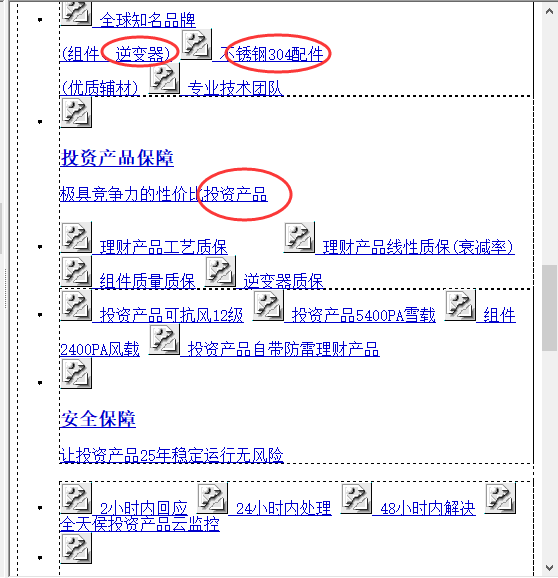 全球知名品牌
(组件、逆变器) 不锈钢304配件
(优质辅材) 专业技术团队
投资产品保障
极具竞争力的性价比投资产品
理财产品工艺质保 理财产品线性质保(衰减率)
组件质量质保 逆变器质保
投资产品可抗风12级 投资产品5400PA雪载 组件
2400PA风载 投资产品自带防雷理财产品
安全保障
让投资产品25年稳定运行无风险
2小时内回应 24小时内处理 48小时内解决
全天侯投资产品云监控